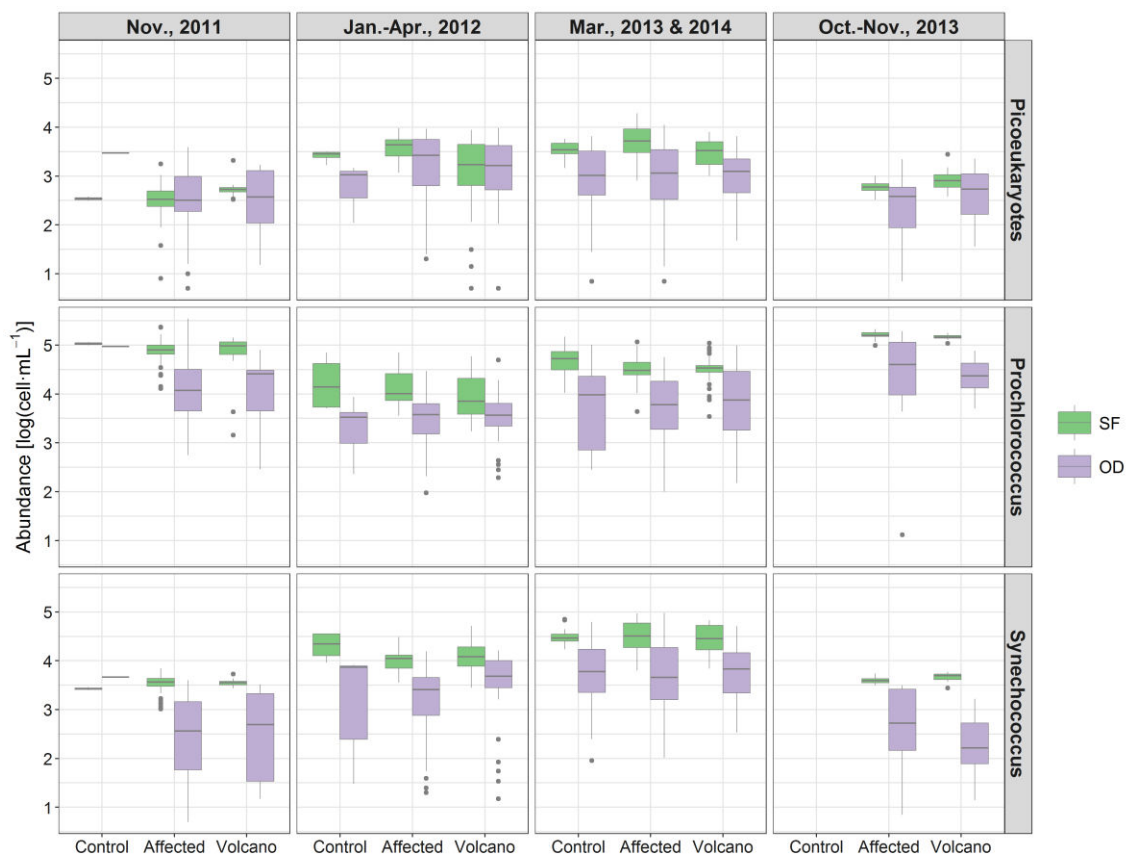 Nov., 2011 Jan.-Apr., 2012 Mar., 2013 & 2014 Oct.-Nov., 2013
Abundance [log(cell·mL⁻¹)]
5
4
3
2
1
Picoeukaryotes
5
4
3
2
1
Prochlorococcus
5
4
3
2
1
Synechococcus
Control Affected Volcano Control Affected Volcano Control Affected Volcano Control Affected Volcano
SF
OD